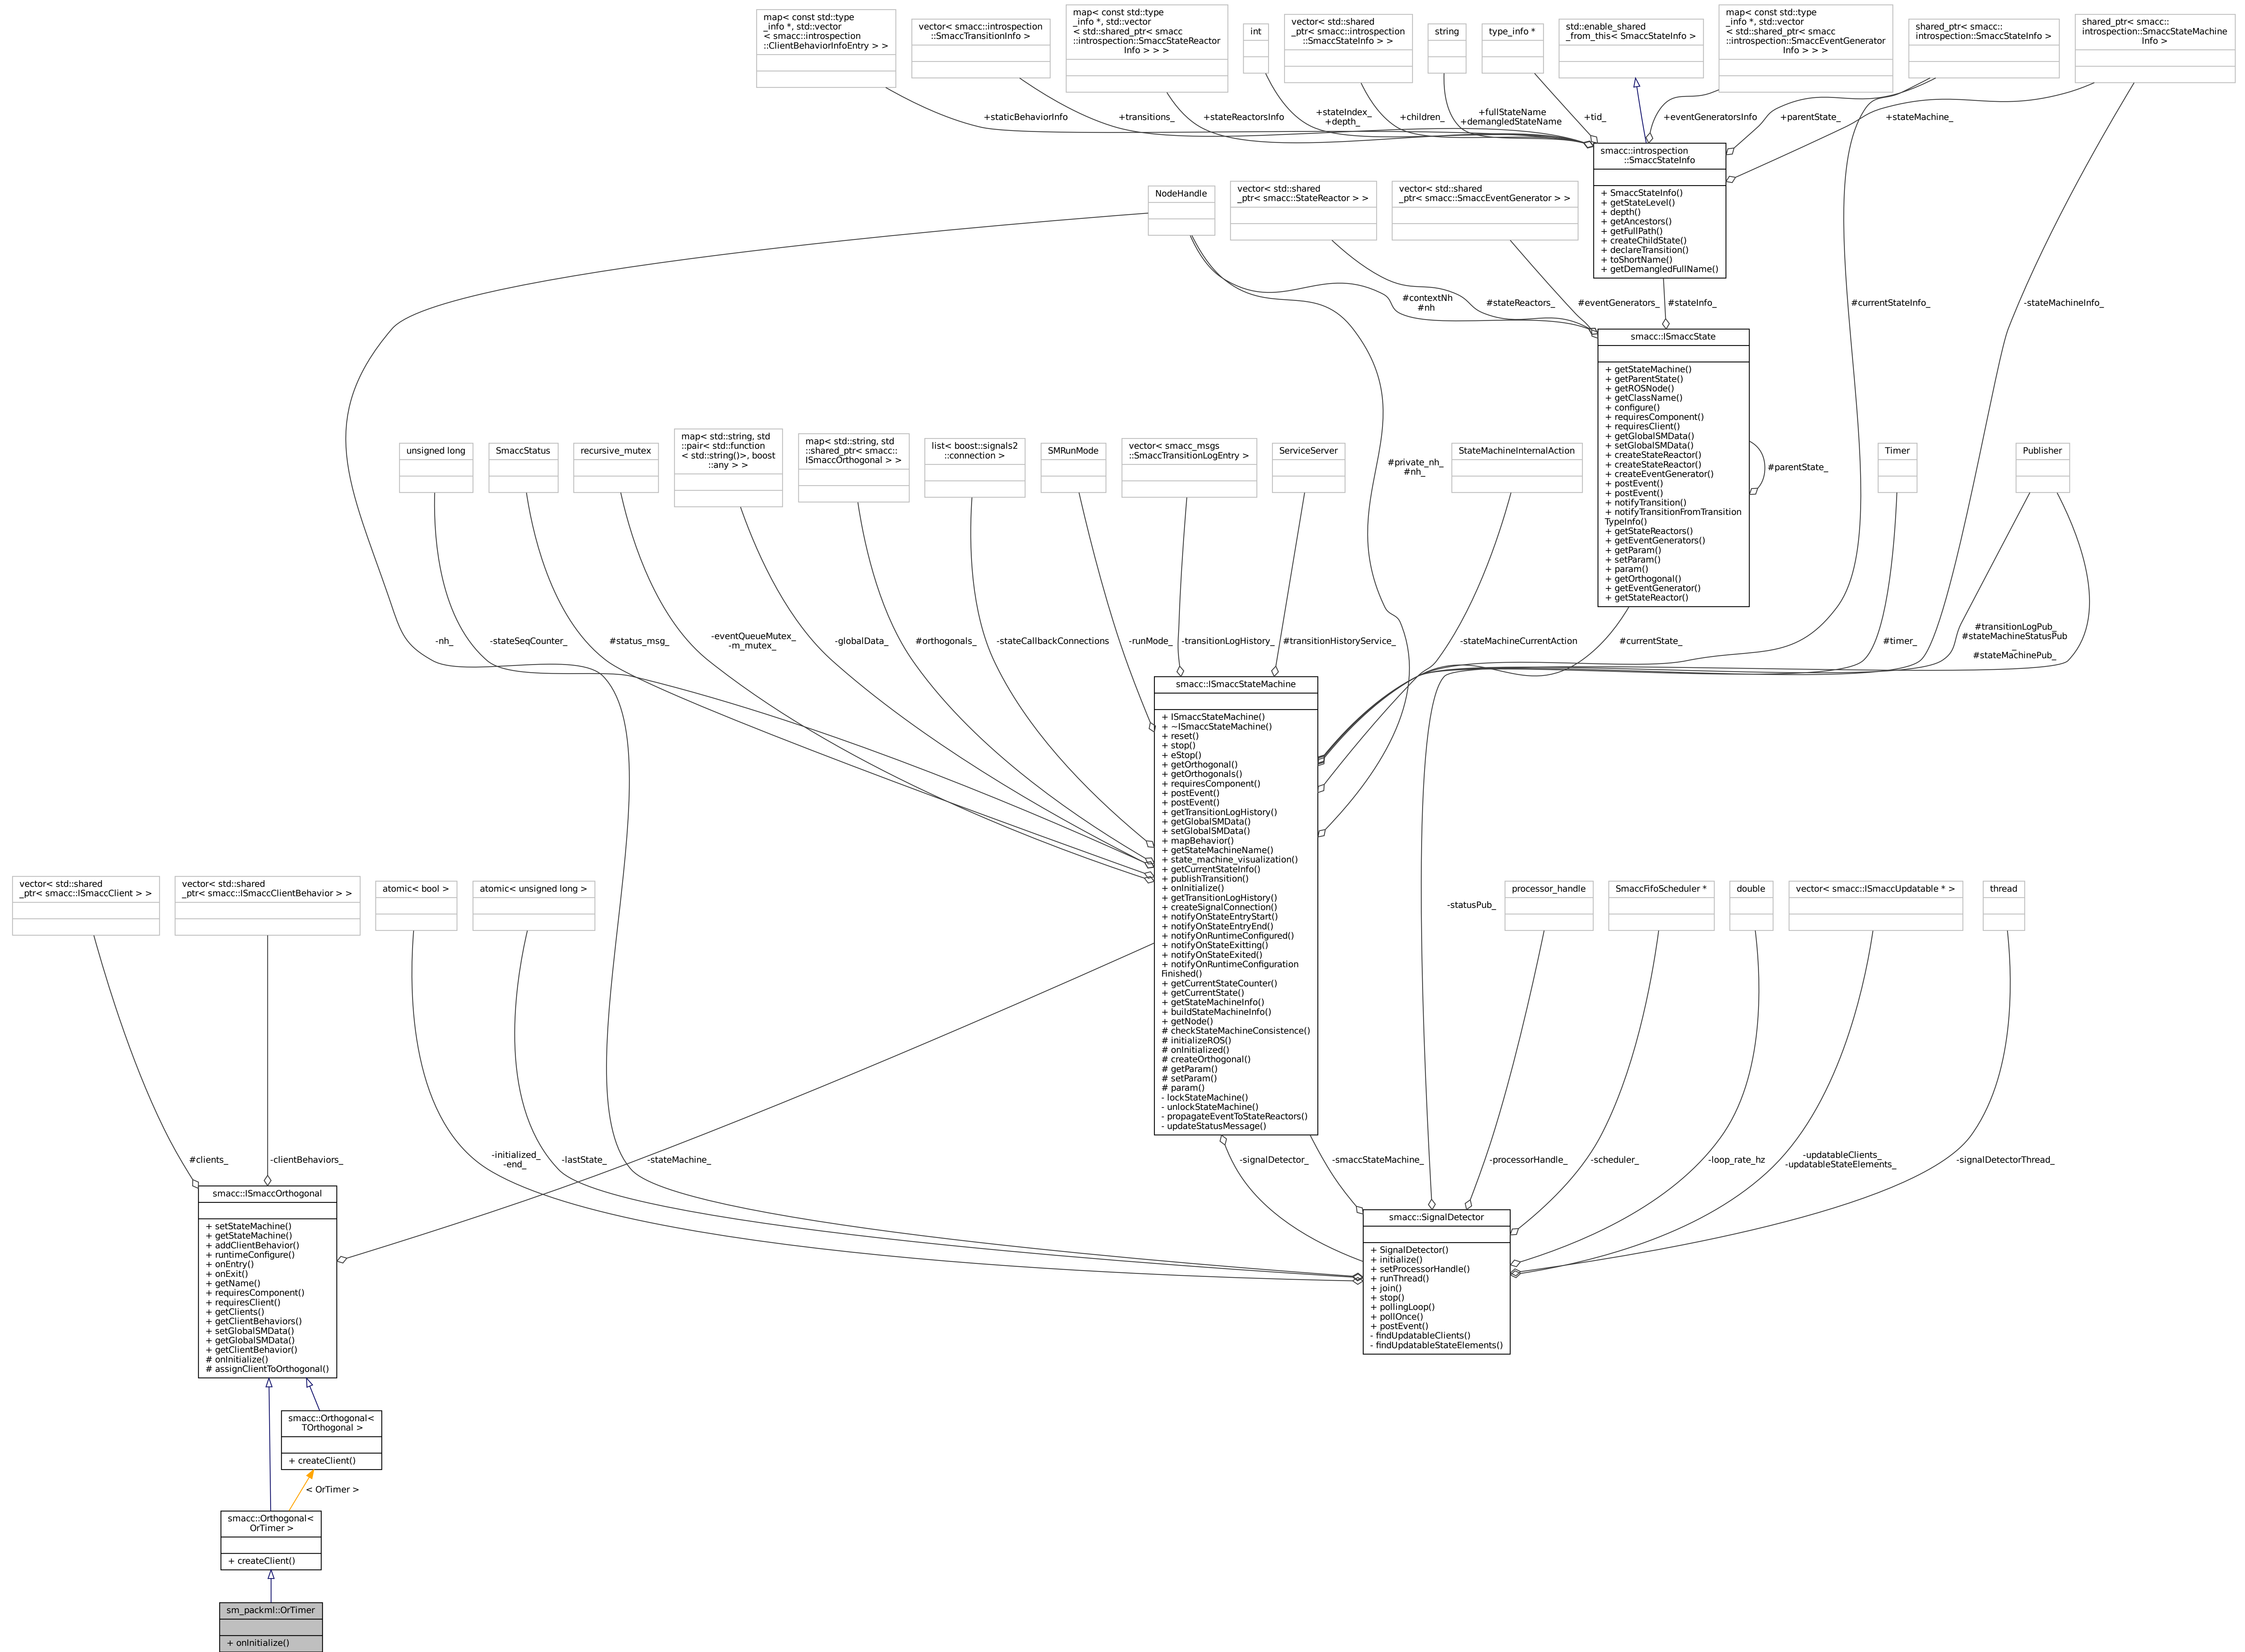 map< const std::type
_info *, std::vector
< smacc::introspection
::ClientBehaviorInfoEntry > >
vector< smacc::introspection
::SmaccTransitionInfo >
map< const std::type
_info *, std::vector
< std::shared_ptr< smacc
::introspection::SmaccStateReactor
Info > > >
int
vector< std::shared
_ptr< smacc::introspection
::SmaccStateInfo > >
string
type_info *
std::enable_shared
_from_this< SmaccStateInfo >
map< const std::type
_info *, std::vector
< std::shared_ptr< smacc
::introspection::SmaccEventGenerator
Info > > >
shared_ptr< smacc::
introspection::SmaccStateInfo >
shared_ptr< smacc::
introspection::SmaccStateMachine
Info >
+staticBehaviorInfo
+transitions_
+stateReactorsInfo
+stateIndex_
+depth_
+children_
+fullStateName
+demangledStateName
+tid_
+eventGeneratorsInfo
+parentState_
+stateMachine_
smacc::introspection
::SmaccStateInfo
+ SmaccStateInfo()
+ getStateLevel()
+ depth()
+ getAncestors()
+ getFullPath()
+ createChildState()
+ declareTransition()
+ toShortName()
+ getDemangledFullName()
NodeHandle
vector< std::shared
_ptr< smacc::StateReactor > >
vector< std::shared
_ptr< smacc::SmaccEventGenerator > >
#contextNh
#nh
#stateReactors_
#eventGenerators_
#stateInfo_
#currentStateInfo_
-stateMachineInfo_
smacc::ISmaccState
+ getStateMachine()
+ getParentState()
+ getROSNode()
+ getClassName()
+ configure()
+ requiresComponent()
+ requiresClient()
+ getGlobalSMData()
+ setGlobalSMData()
+ createStateReactor()
+ createStateReactor()
+ createEventGenerator()
+ postEvent()
+ postEvent()
+ notifyTransition()
+ notifyTransitionFromTransition
TypeInfo()
+ getStateReactors()
+ getEventGenerators()
+ getParam()
+ setParam()
+ param()
+ getOrthogonal()
+ getEventGenerator()
+ getStateReactor()
#parentState_
unsigned long
SmaccStatus
recursive_mutex
map< std::string, std
::pair< std::function
< std::string()>, boost
::any > >
map< std::string, std
::shared_ptr< smacc::
ISmaccOrthogonal > >
list< boost::signals2
::connection >
SMRunMode
vector< smacc_msgs
::SmaccTransitionLogEntry >
ServiceServer
#private_nh_
#nh_
StateMachineInternalAction
Timer
Publisher
-nh_
-stateSeqCounter_
#status_msg_
-eventQueueMutex_
-m_mutex_
-globalData_
#orthogonals_
-stateCallbackConnections
-runMode_
-transitionLogHistory_
#transitionHistoryService_
-stateMachineCurrentAction
#currentState_
#timer_
#transitionLogPub_
#stateMachineStatusPub
_
#stateMachinePub_
smacc::ISmaccStateMachine
+ ISmaccStateMachine()
+ ~ISmaccStateMachine()
+ reset()
+ stop()
+ eStop()
+ getOrthogonal()
+ getOrthogonals()
+ requiresComponent()
+ postEvent()
+ postEvent()
+ getTransitionLogHistory()
+ getGlobalSMData()
+ setGlobalSMData()
+ mapBehavior()
+ getStateMachineName()
+ state_machine_visualization()
+ getCurrentStateInfo()
+ publishTransition()
+ onInitialize()
+ getTransitionLogHistory()
+ createSignalConnection()
+ notifyOnStateEntryStart()
+ notifyOnStateEntryEnd()
+ notifyOnRuntimeConfigured()
+ notifyOnStateExitting()
+ notifyOnStateExited()
+ notifyOnRuntimeConfiguration
Finished()
+ getCurrentStateCounter()
+ getCurrentState()
+ getStateMachineInfo()
+ buildStateMachineInfo()
+ getNode()
# checkStateMachineConsistence()
# initializeROS()
# onInitialized()
# createOrthogonal()
# getParam()
# setParam()
# param()
- lockStateMachine()
- unlockStateMachine()
- propagateEventToStateReactors()
- updateStatusMessage()
vector< std::shared
_ptr< smacc::ISmaccClient > >
vector< std::shared
_ptr< smacc::ISmaccClientBehavior > >
atomic< bool >
atomic< unsigned long >
-statusPub_
processor_handle
SmaccFifoScheduler *
double
vector< smacc::ISmaccUpdatable * >
thread
#clients_
-clientBehaviors_
-initialized_
-end_
-lastState_
-stateMachine_
-signalDetector_
-smaccStateMachine_
-processorHandle_
-scheduler_
-loop_rate_hz
-updatableClients_
-updatableStateElements_
-signalDetectorThread_
smacc::ISmaccOrthogonal
+ setStateMachine()
+ getStateMachine()
+ addClientBehavior()
+ runtimeConfigure()
+ onEntry()
+ onExit()
+ getName()
+ requiresComponent()
+ requiresClient()
+ getClients()
+ getClientBehaviors()
+ setGlobalSMData()
+ getGlobalSMData()
+ getClientBehavior()
# onInitialize()
# assignClientToOrthogonal()
smacc::SignalDetector
+ SignalDetector()
+ initialize()
+ setProcessorHandle()
+ runThread()
+ join()
+ stop()
+ pollingLoop()
+ pollOnce()
+ postEvent()
- findUpdatableClients()
- findUpdatableStateElements()
smacc::Orthogonal<
TOrthogonal >
+ createClient()
< OrTimer >
smacc::Orthogonal<
OrTimer >
+ createClient()
sm_packml::OrTimer
+ onInitialize()